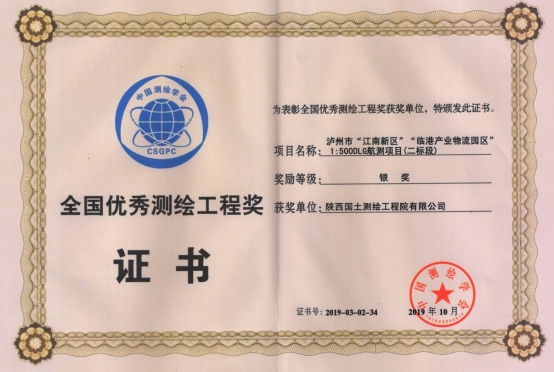 中国测绘学会
CSGPC
全国优秀测绘工程奖
证书
为表彰全国优秀测绘工程奖获奖单位，特颁发此证书。
项目名称：泸州市“江南新区”“临港产业物流园区”
1:500DLG航测项目(二标段)
奖励等级：银奖
获奖单位：陕西国土测绘工程院有限公司
中国测绘学会
证书号：2019-03-02-34
2019年10月